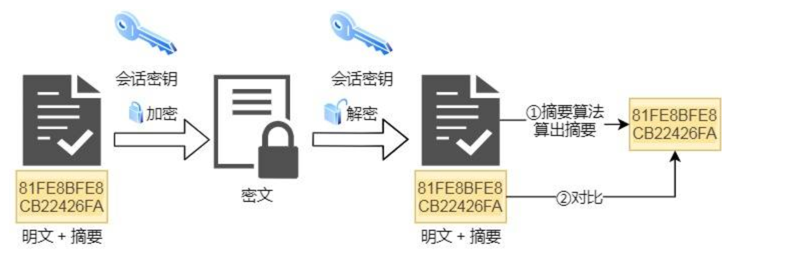 会话密钥
会话密钥
加密
解密
①摘要算法
算出摘要
81FE8BFE8
CB22426FA
81FE8BFE8
CB22426FA
密文
81FE8BFE8
CB22426FA
②对比
明文 + 摘要
明文 + 摘要